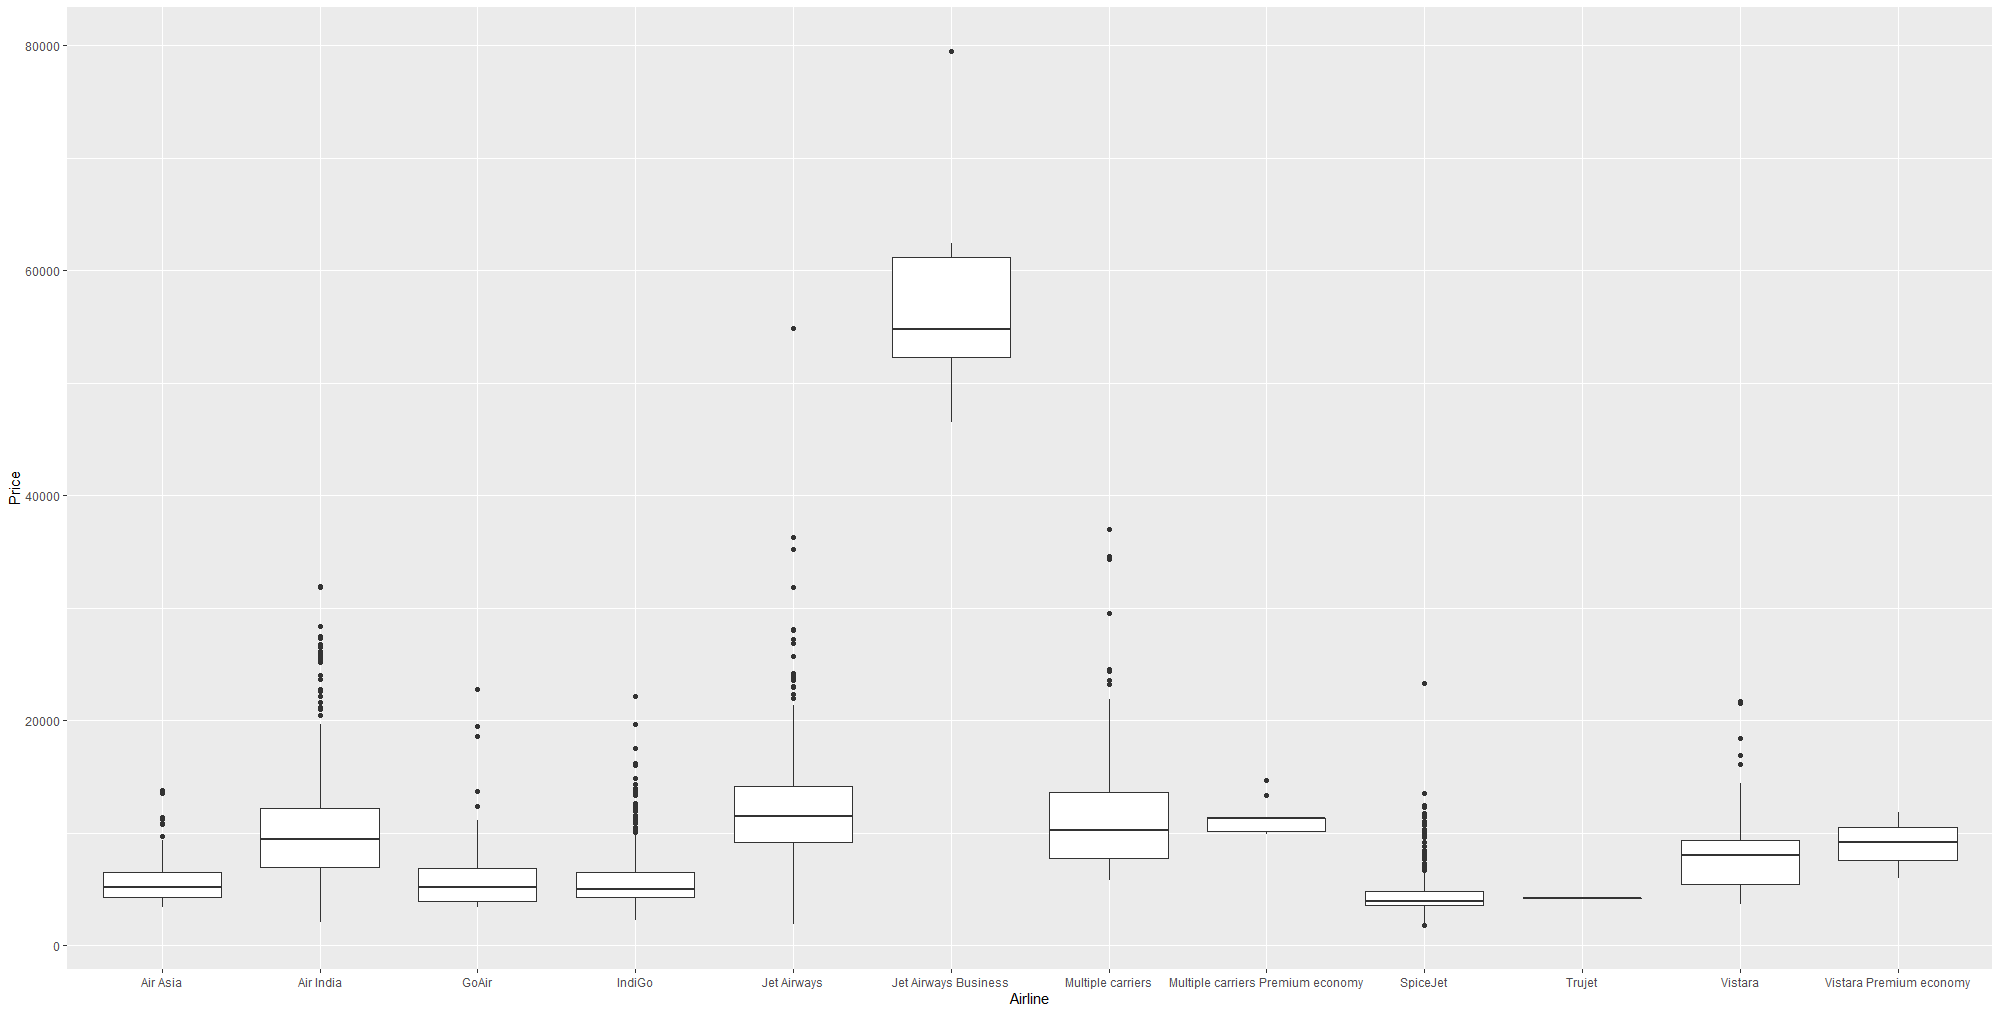 80000
60000
40000
20000
0
Price
Air Asia
Air India
GoAir
IndiGo
Jet Airways
Jet Airways Business
Multiple carriers
Multiple carriers Premium economy
SpiceJet
Trujet
Vistara
Vistara Premium economy
Airline